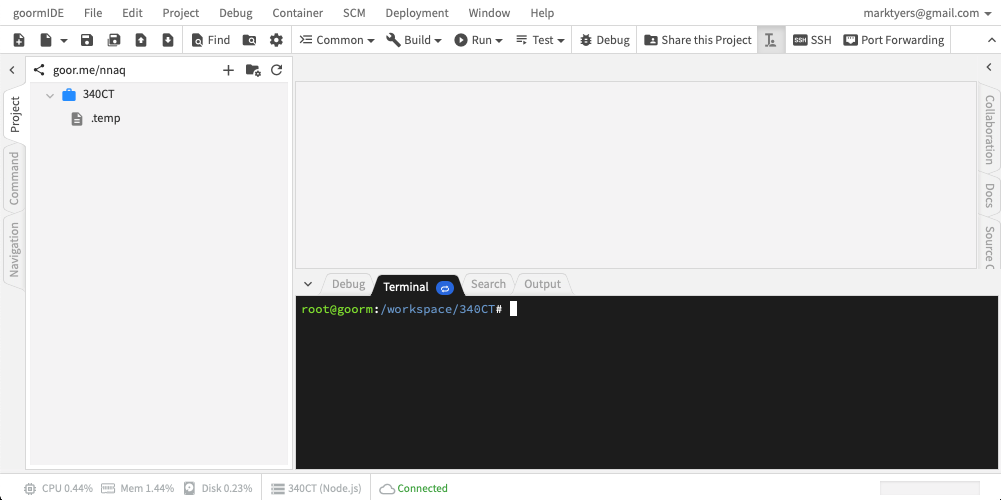 goormIDE File Edit Project Debug Container SCM Deployment Window Help marktyers@gmail.com
Find Common Build Run Test Debug Share this Project SSH SSH Port Forwarding
goor.me/nnaq
340CT
.temp
Project
Command
Navigation
Collaboration
Docs
Source C
Debug Terminal Search Output
root@goorm:/workspace/340CT#
CPU 0.44% Mem 1.44% Disk 0.23% 340CT (Node.js) Connected